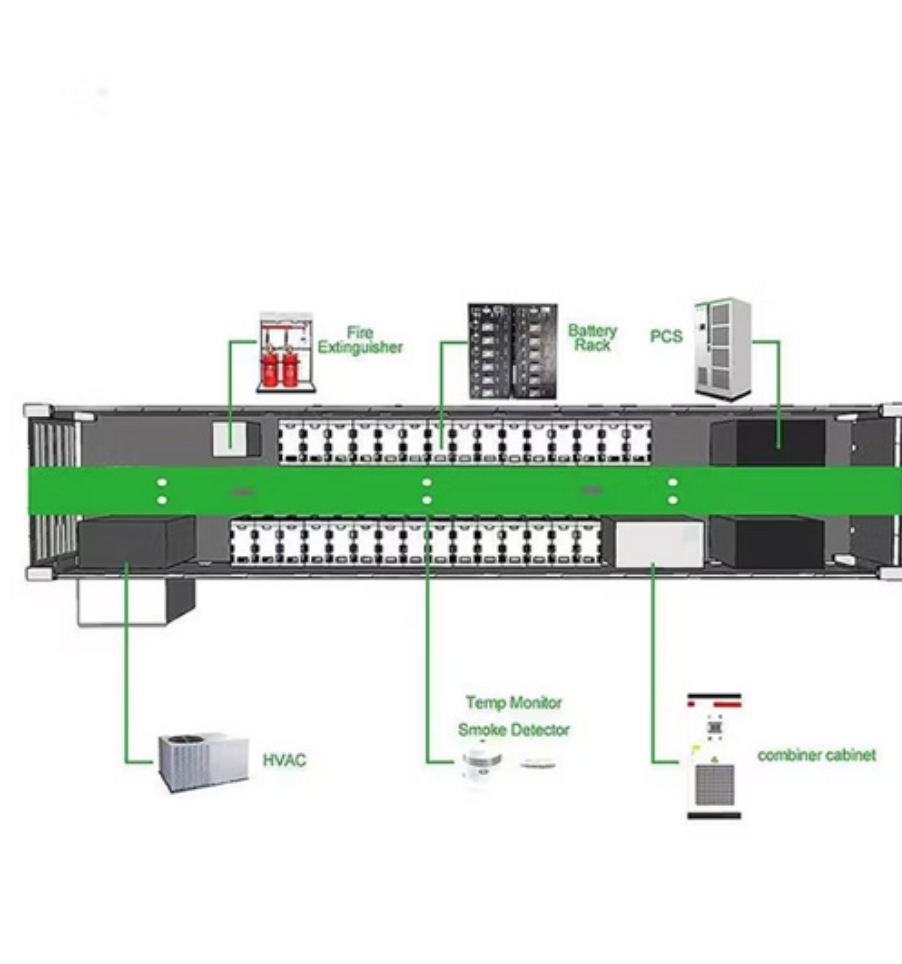 Fire
Extinguisher
Battery
Rack
PCS
HVAC
Temp Monitor
Smoke Detector
combiner cabinet